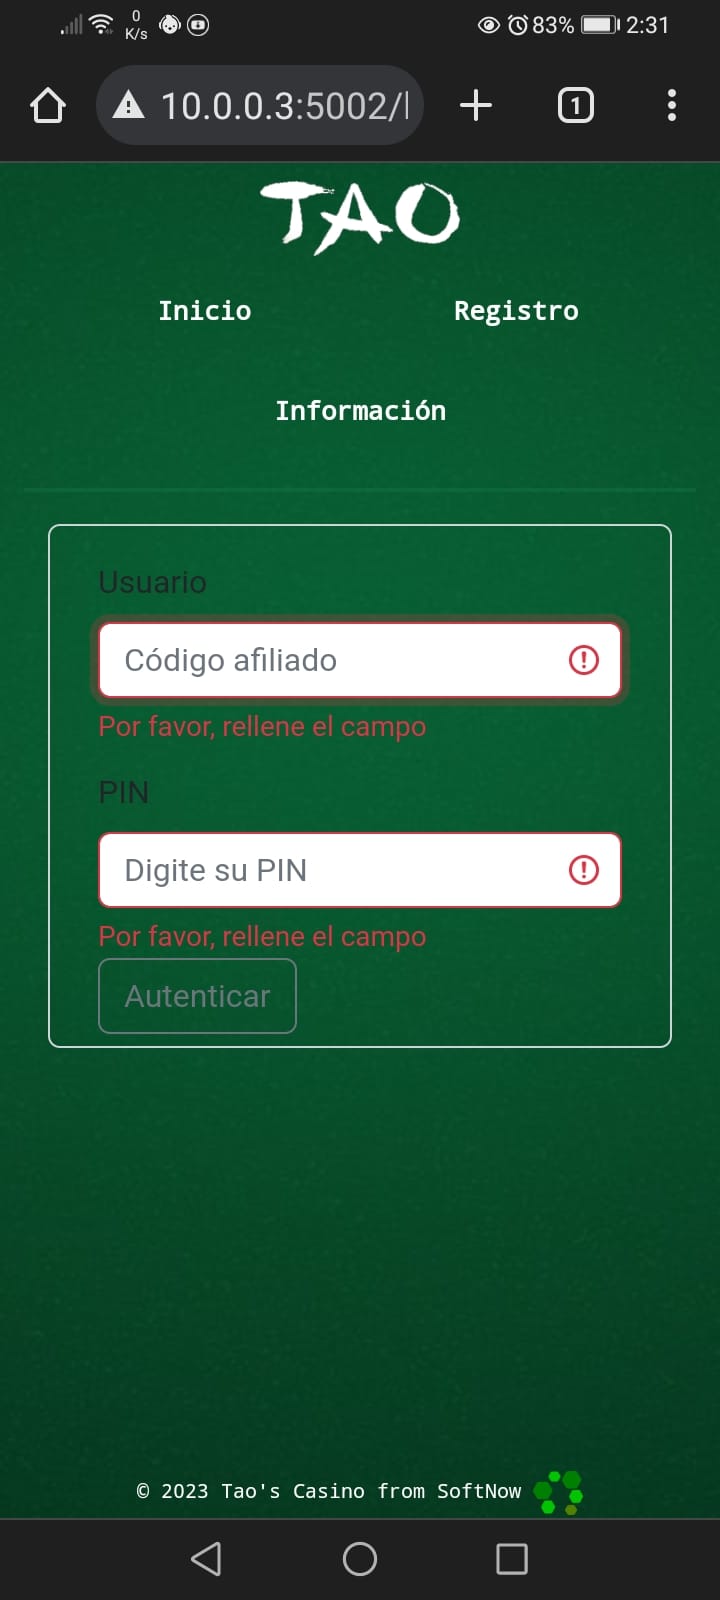 0
K/s
83%
2:31
10.0.0.3:5002/l
1
TAO
Inicio
Registro
Información
Usuario
Código afiliado
Por favor, rellene el campo
PIN
Digite su PIN
Por favor, rellene el campo
Autenticar
© 2023 Tao's Casino from SoftNow